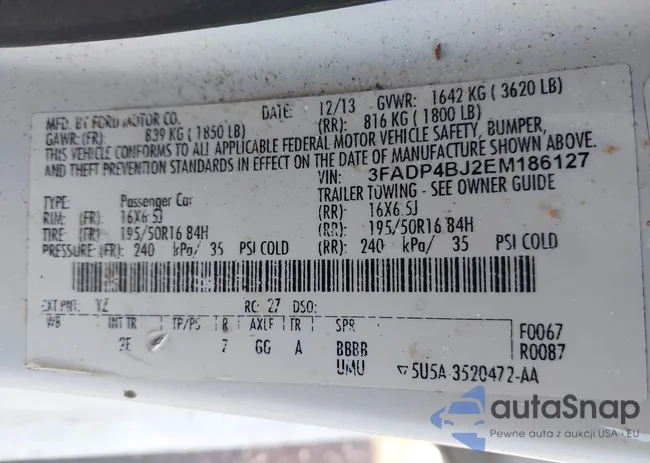 MFD. BY FORD MOTOR CO. DATE: 12/13 GVWR: 1642 KG ( 3620 LB)
GAWR: (FR): 839 KG ( 1850 LB) (RR): 816 KG ( 1800 LB)
THIS VEHICLE CONFORMS TO ALL APPLICABLE FEDERAL MOTOR VEHICLE SAFETY, BUMPER,
AND THEFT PREVENTION STANDARDS IN EFFECT ON THE DATE OF MANUFACTURE SHOWN ABOVE.
VIN: 3FADP4BJ2EM186127
TYPE: Passenger Car TRAILER TOWING - SEE OWNER GUIDE
RIM: (FR): 16X6.5J (RR): 16X6.5J
TIRE: (FR): 195/50R16 84H (RR): 195/50R16 84H
PRESSURE: (FR): 240 kPa/ 35 PSI COLD (RR): 240 kPa/ 35 PSI COLD
EXT PNT: YZ RC: 27 DSO:
WB INT TR TP/PS R AXLE TR SPR F0067
7 GG A BBBB R0087
UMU 5U5A-3520472-AA
autaSnap
Pewne auta z aukcji USA i EU